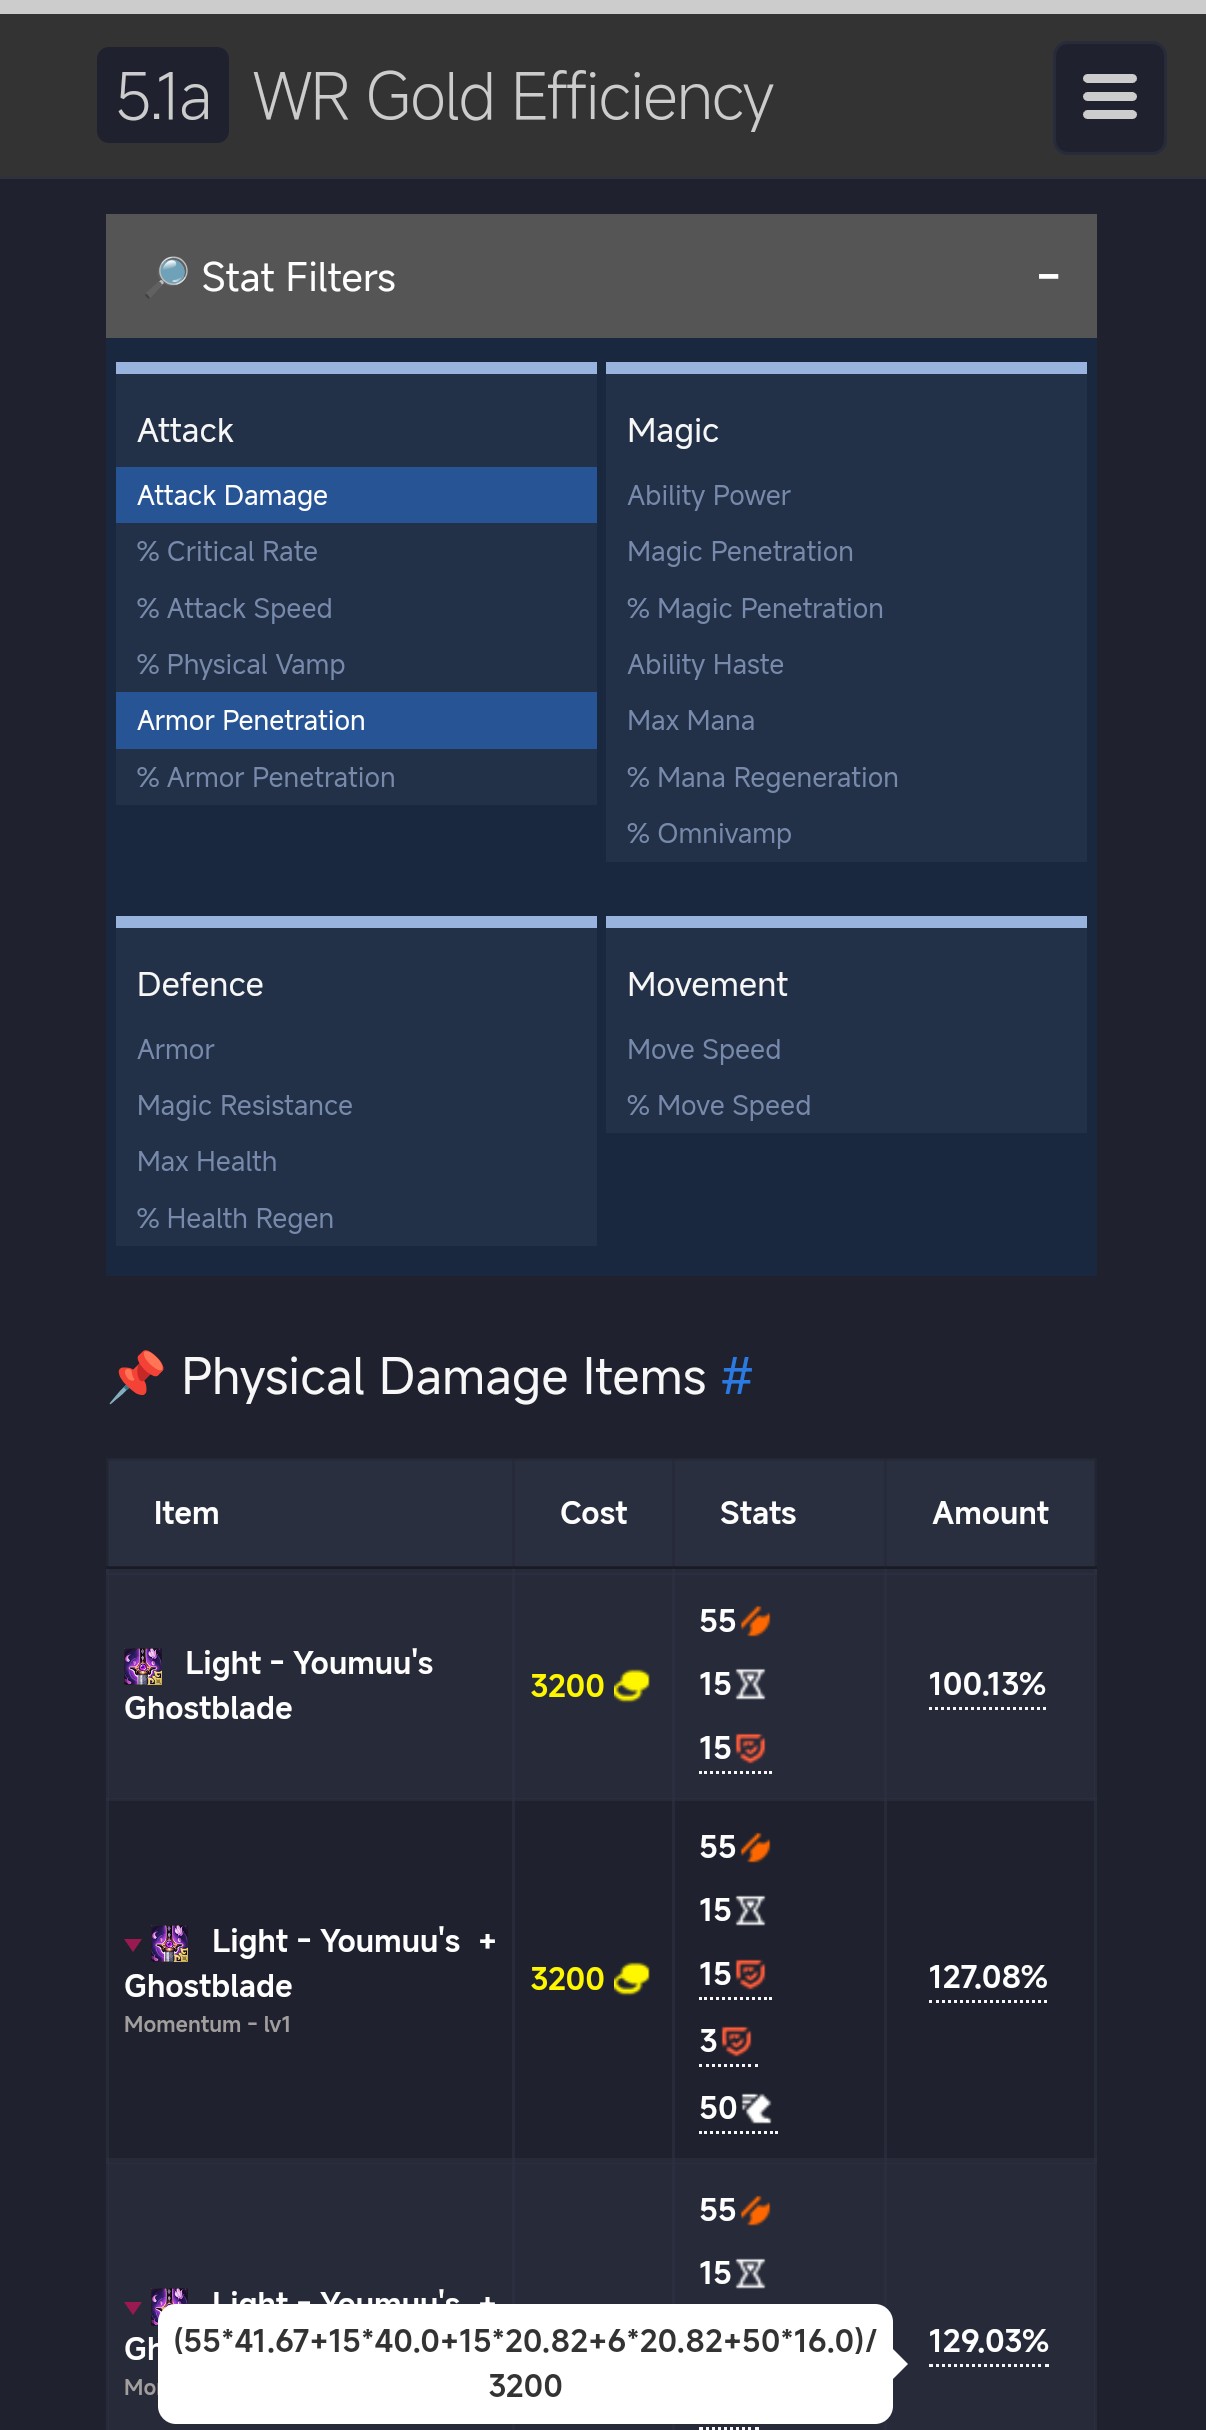 5.1a WR Gold Efficiency
🔎 Stat Filters −
Attack
Attack Damage
% Critical Rate
% Attack Speed
% Physical Vamp
Armor Penetration
% Armor Penetration
Magic
Ability Power
Magic Penetration
% Magic Penetration
Ability Haste
Max Mana
% Mana Regeneration
% Omnivamp
Defence
Armor
Magic Resistance
Max Health
% Health Regen
Movement
Move Speed
% Move Speed
📌 Physical Damage Items #
Item Cost Stats Amount
Light - Youmuu's
Ghostblade
3200
55
15
15
100.13%
Light - Youmuu's +
Ghostblade
Momentum - lv1
3200
55
15
15
3
50
127.08%
Light - Youmuu's +
55
15
129.03%
(55*41.67+15*40.0+15*20.82+6*20.82+50*16.0)/
3200